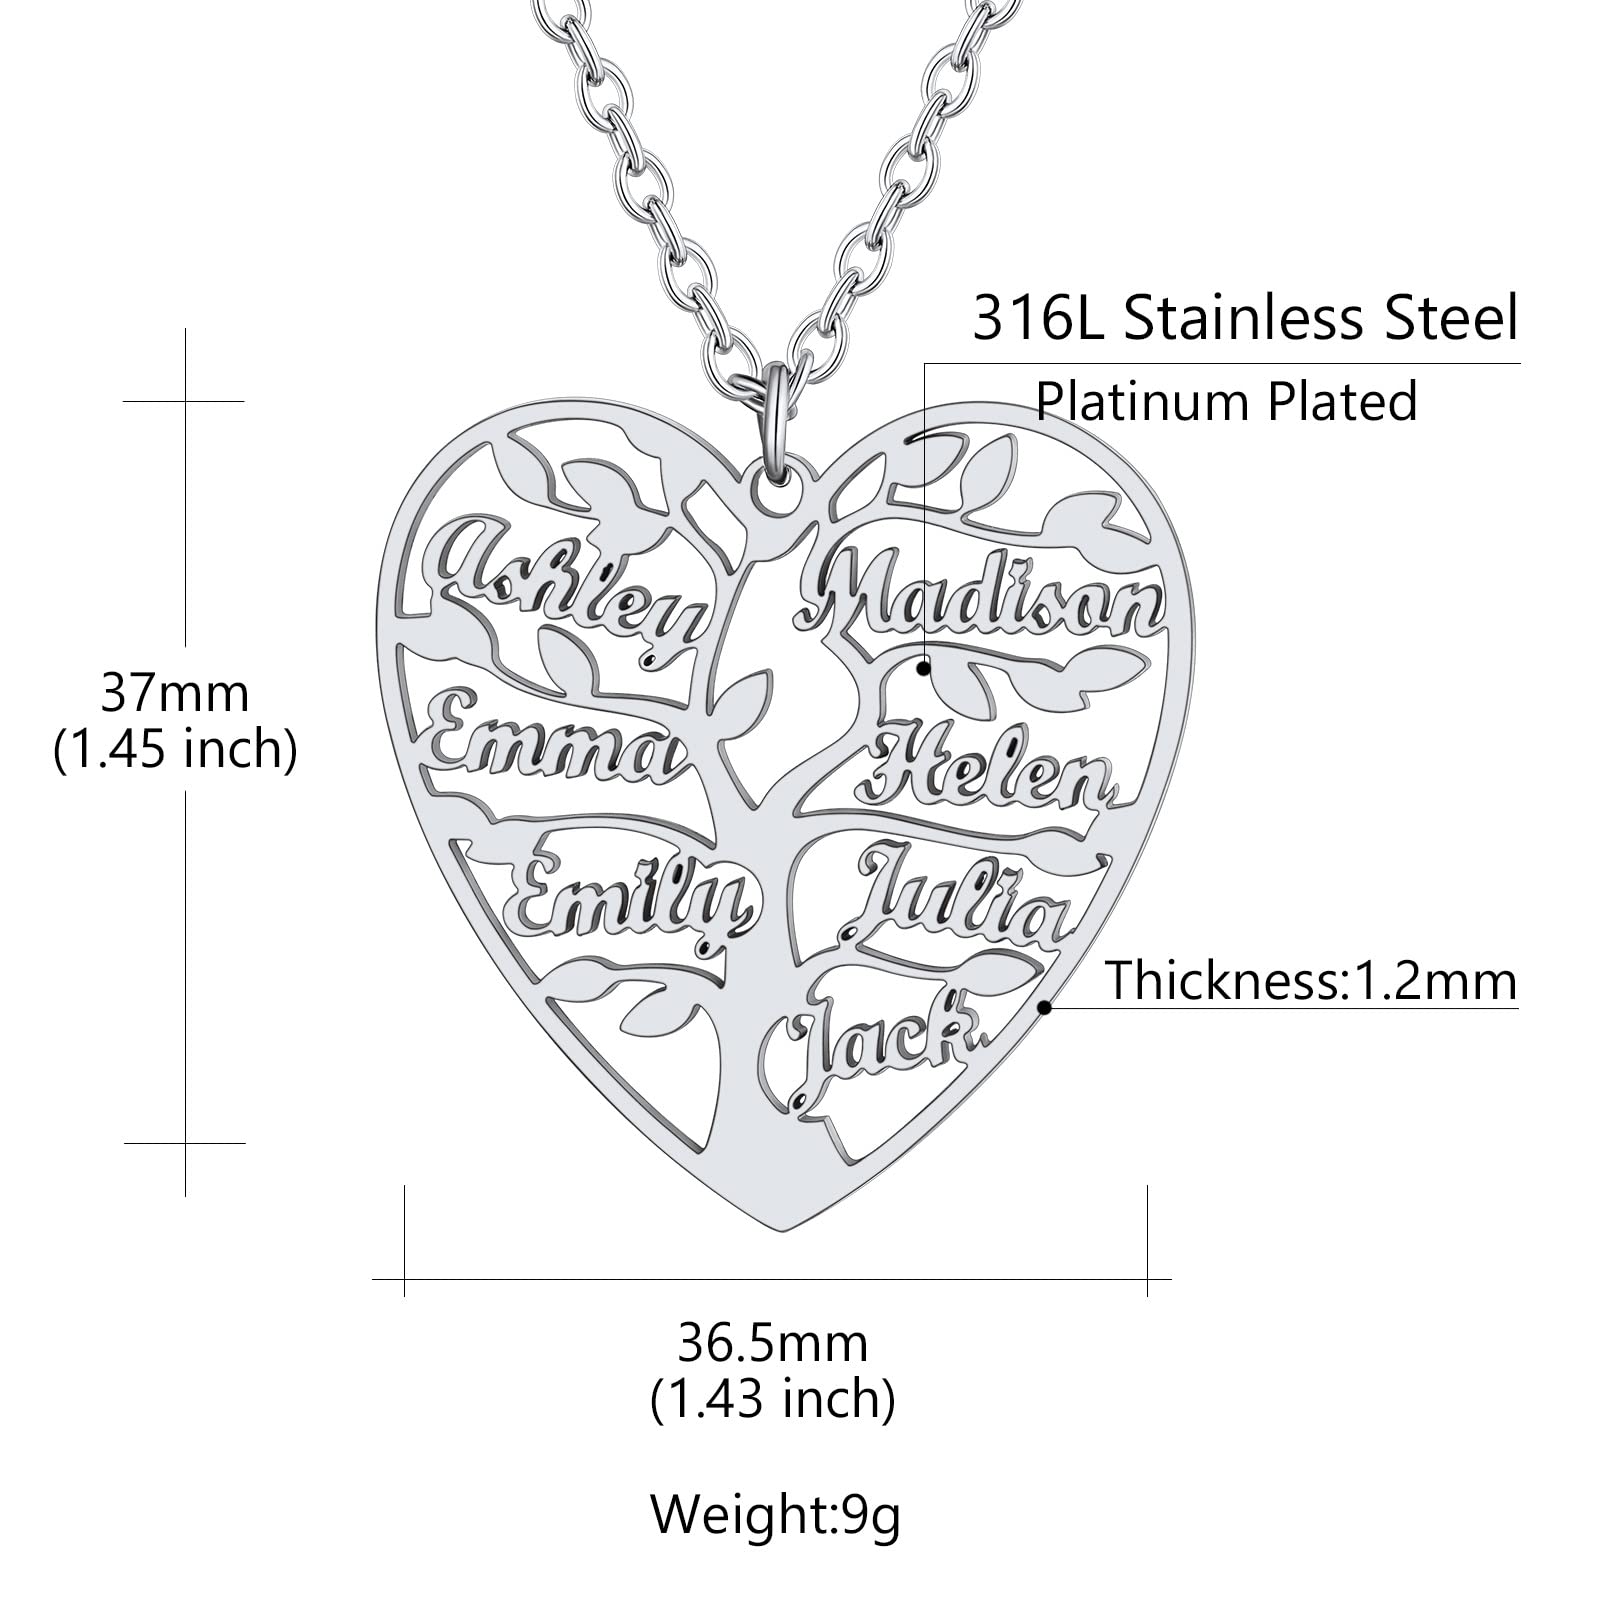 316L Stainless Steel
Platinum Plated
Ashley
Madison
Emma
Helen
Emily
Julia
Jack
37mm
(1.45 inch)
Thickness:1.2mm
36.5mm
(1.43 inch)
Weight:9g